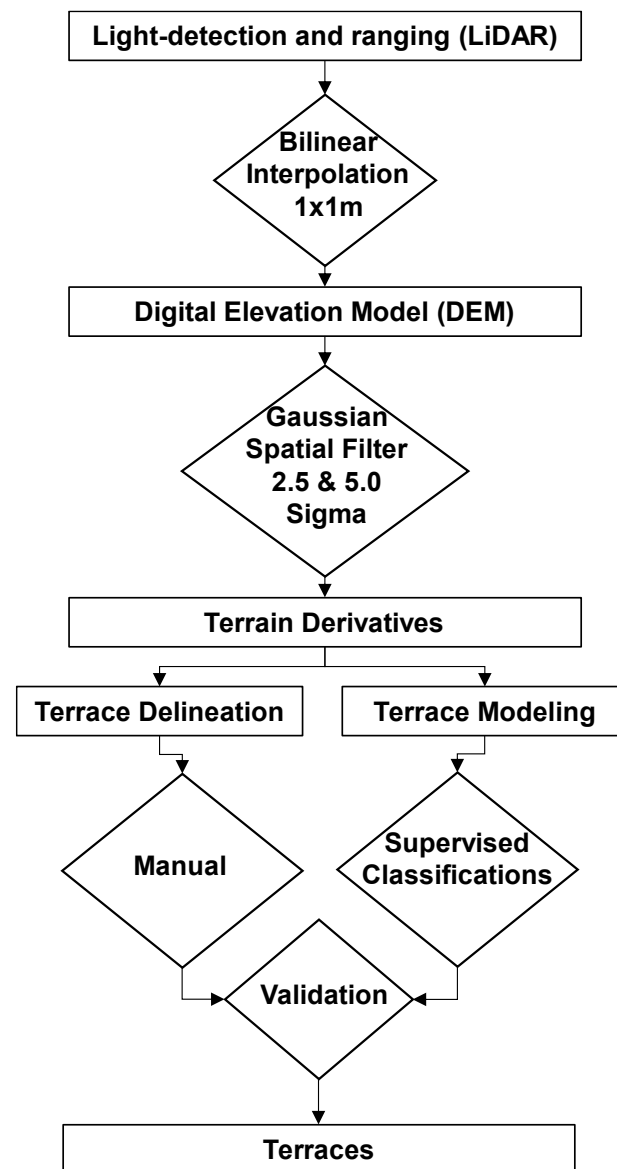 Light-detection and ranging (LiDAR)
Bilinear
Interpolation
1x1m
Digital Elevation Model (DEM)
Gaussian
Spatial Filter
2.5 & 5.0
Sigma
Terrain Derivatives
Terrace Delineation
Terrace Modeling
Manual
Supervised
Classifications
Validation
Terraces